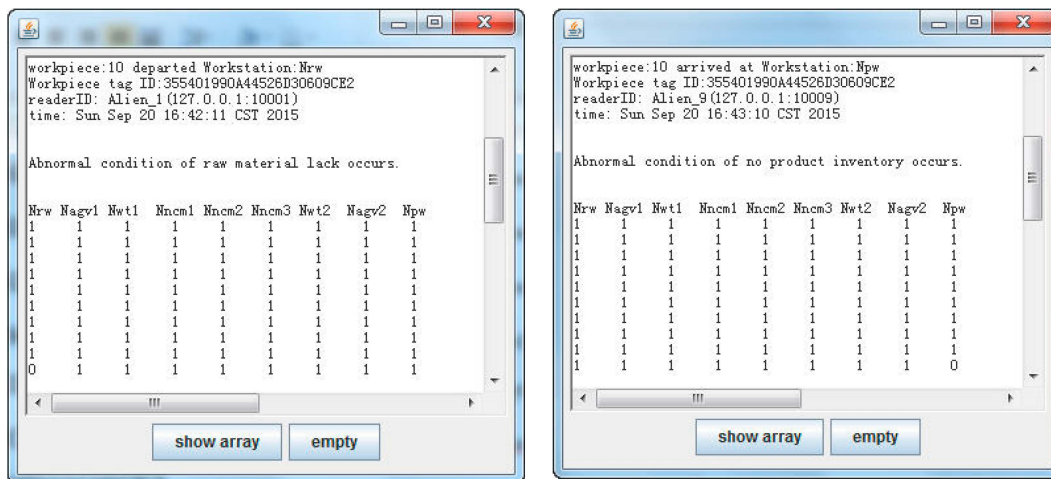 workpiece:10 departed Workstation:Nrw
Workpiece tag ID:355401990A44526D30609CE2
readerID: Alien_1(127.0.0.1:10001)
time: Sun Sep 20 16:42:11 CST 2015
Abnormal condition of raw material lack occurs.
Nrw Nagv1 Nwt1 Nncm1 Nncm2 Nncm3 Nwt2 Nagv2 Npw
1 1 1 1 1 1 1 1 1
1 1 1 1 1 1 1 1 1
1 1 1 1 1 1 1 1 1
1 1 1 1 1 1 1 1 1
1 1 1 1 1 1 1 1 1
1 1 1 1 1 1 1 1 1
1 1 1 1 1 1 1 1 1
1 1 1 1 1 1 1 1 1
1 1 1 1 1 1 1 1 1
0 1 1 1 1 1 1 1 1
show array empty
workpiece:10 arrived at Workstation:Npw
Workpiece tag ID:355401990A44526D30609CE2
readerID: Alien_9(127.0.0.1:10009)
time: Sun Sep 20 16:43:10 CST 2015
Abnormal condition of no product inventory occurs.
Nrw Nagv1 Nwt1 Nncm1 Nncm2 Nncm3 Nwt2 Nagv2 Npw
1 1 1 1 1 1 1 1 1
1 1 1 1 1 1 1 1 1
1 1 1 1 1 1 1 1 1
1 1 1 1 1 1 1 1 1
1 1 1 1 1 1 1 1 1
1 1 1 1 1 1 1 1 1
1 1 1 1 1 1 1 1 1
1 1 1 1 1 1 1 1 1
1 1 1 1 1 1 1 1 1
1 1 1 1 1 1 1 1 0
show array empty